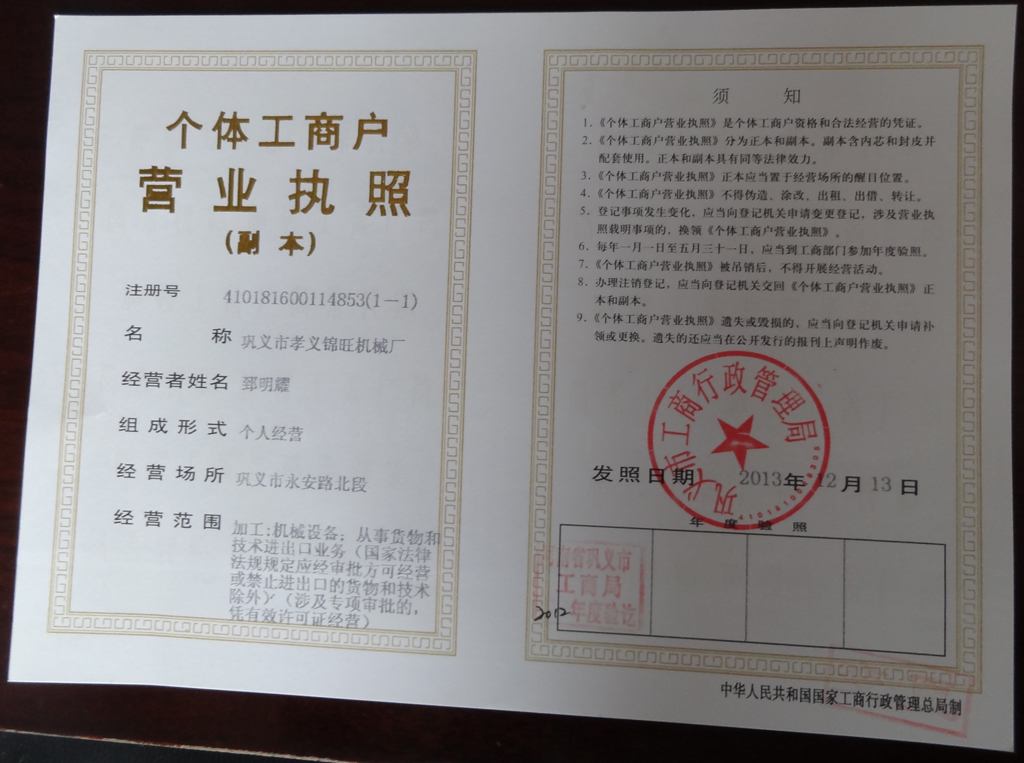 个体工商户
营业执照
(副本)
注册号 410181600114853(1-1)
名称 巩义市孝义锦旺机械厂
经营者姓名 郅明耀
组成形式 个人经营
经营场所 巩义市永安路北段
经营范围 加工:机械设备; 从事货物和
技术进出口业务(国家法律
法规规定应经审批方可经营
或禁止进出口的货物和技术
除外)(涉及专项审批的,
凭有效许可证经营)
须知
1.《个体工商户营业执照》是个体工商户资格和合法经营的凭证。
2.《个体工商户营业执照》分为正本和副本。副本含内芯和封皮并
配套使用。正本和副本具有同等法律效力。
3.《个体工商户营业执照》正本应当置于经营场所的醒目位置。
4.《个体工商户营业执照》不得伪造、涂改、出租、出借、转让。
5. 登记事项发生变化,应当向登记机关申请变更登记,涉及营业执
照载明事项的,换领《个体工商户营业执照》。
6. 每年一月一日至五月三十一日,应当到工商部门参加年度验照。
7.《个体工商户营业执照》被吊销后,不得开展经营活动。
8. 办理注销登记,应当向登记机关交回《个体工商户营业执照》正
本和副本。
9.《个体工商户营业执照》遗失或毁损的,应当向登记机关申请补
领或更换。遗失的还应当在公开发行的报刊上声明作废。
巩义市工商行政管理局
发照日期 2013年12月13日
年度验照
河南省巩义市
工商局
2012年度验讫
中华人民共和国国家工商行政管理总局制